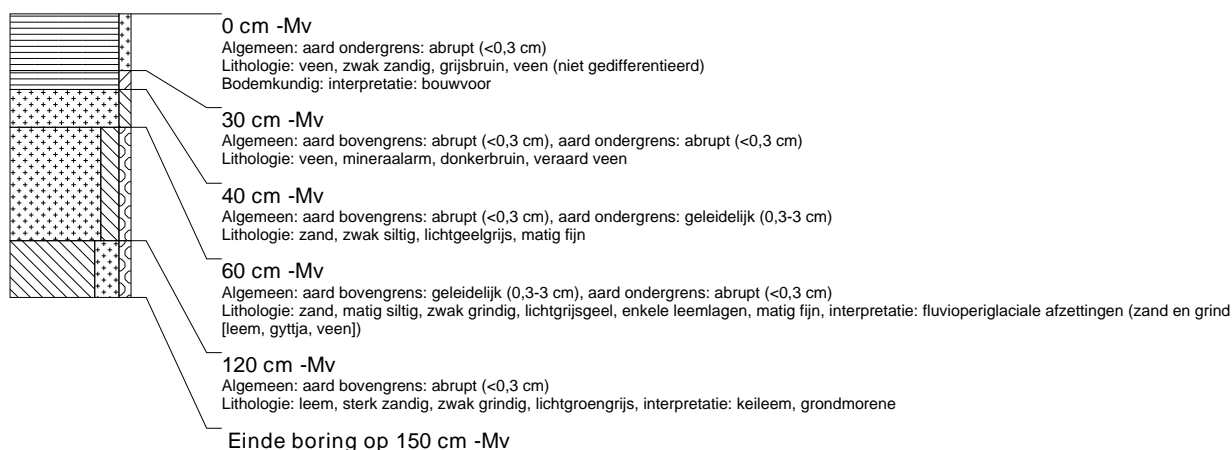 0 cm -Mv
Algemeen: aard ondergrens: abrupt (<0,3 cm)
Lithologie: veen, zwak zandig, grijsbruin, veen (niet gedifferentieerd)
Bodemkundig: interpretatie: bouwvoor
30 cm -Mv
Algemeen: aard bovengrens: abrupt (<0,3 cm), aard ondergrens: abrupt (<0,3 cm)
Lithologie: veen, mineraalarm, donkerbruin, veraard veen
40 cm -Mv
Algemeen: aard bovengrens: abrupt (<0,3 cm), aard ondergrens: geleidelijk (0,3-3 cm)
Lithologie: zand, zwak siltig, lichtgeelgrijs, matig fijn
60 cm -Mv
Algemeen: aard bovengrens: geleidelijk (0,3-3 cm), aard ondergrens: abrupt (<0,3 cm)
Lithologie: zand, matig siltig, zwak grindig, lichtgrijsgeel, enkele leemlagen, matig fijn, interpretatie: fluvioperiglaciale afzettingen (zand en grind
[leem, gyttja, veen])
120 cm -Mv
Algemeen: aard bovengrens: abrupt (<0,3 cm)
Lithologie: leem, sterk zandig, zwak grindig, lichtgroengrijs, interpretatie: keileem, grondmorene
Einde boring op 150 cm -Mv